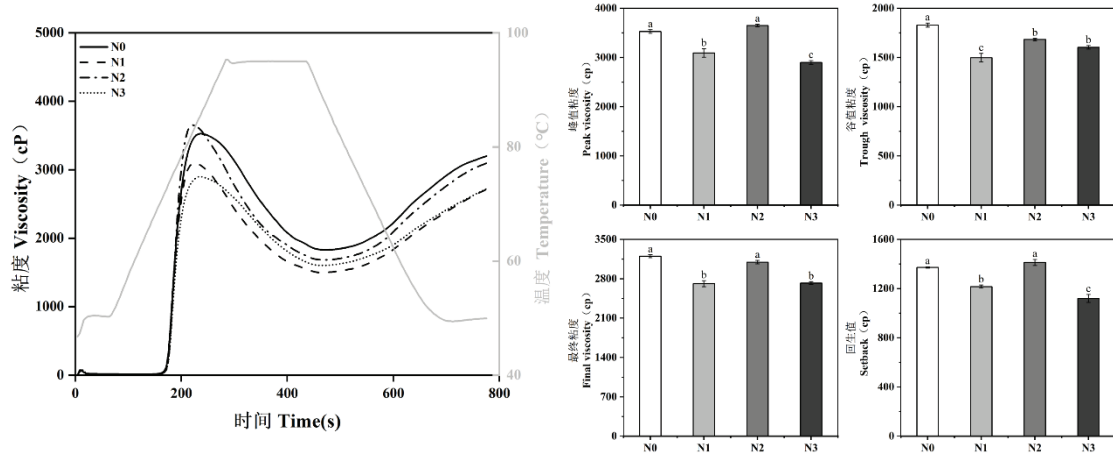 5000
4000
3000
2000
1000
0
粘度 Viscosity（cP）
N0
N1
N2
N3
100
80
60
40
温度 Temperature（℃）
0
200
400
600
800
时间 Time(s)
4000
3000
2000
1000
0
峰值粘度
Peak viscosity（cp）
a
b
a
c
N0
N1
N2
N3
2000
1500
1000
500
0
谷值粘度
Trough viscosity（cp）
a
c
b
b
N0
N1
N2
N3
3500
2800
2100
1400
700
0
最终粘度
Final viscosity（cp）
a
b
a
b
N0
N1
N2
N3
1600
1200
800
400
0
回生值
Setback（cp）
a
b
a
c
N0
N1
N2
N3